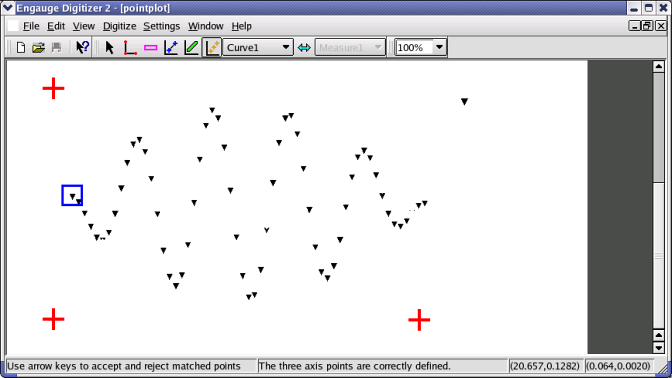 Engauge Digitizer 2 - [pointplot]
File Edit View Digitize Settings Window Help
Curve1 Measure1 100%
Use arrow keys to accept and reject matched points The three axis points are correctly defined. (20.657,0.1282) (0.064,0.0020)